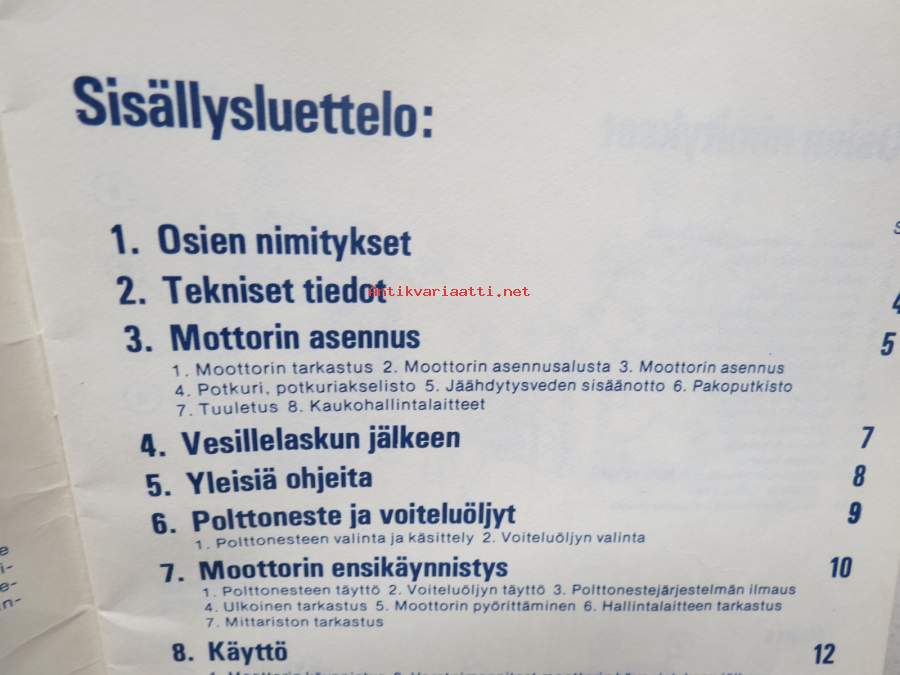 Sisällysluettelo:
1. Osien nimitykset
2. Tekniset tiedot
Antikvariaatti.net
4
3. Mottorin asennus 5
1. Moottorin tarkastus 2. Moottorin asennusalusta 3. Moottorin asennus
4. Potkuri, potkuriakselisto 5. Jäähdytysveden sisäänotto 6. Pakoputkisto
7. Tuuletus 8. Kaukohallintalaitteet
4. Vesillelaskun jälkeen 7
5. Yleisiä ohjeita 8
6. Polttoneste ja voiteluöljyt 9
1. Polttonesteen valinta ja käsittely 2. Voiteluöljyn valinta
7. Moottorin ensikäynnistys 10
1. Polttonesteen täyttö 2. Voiteluöljyn täyttö 3. Polttonestejärjestelmän ilmaus
4. Ulkoinen tarkastus 5. Moottorin pyörittäminen 6. Hallintalaitteen tarkastus
7. Mittariston tarkastus
8. Käyttö 12